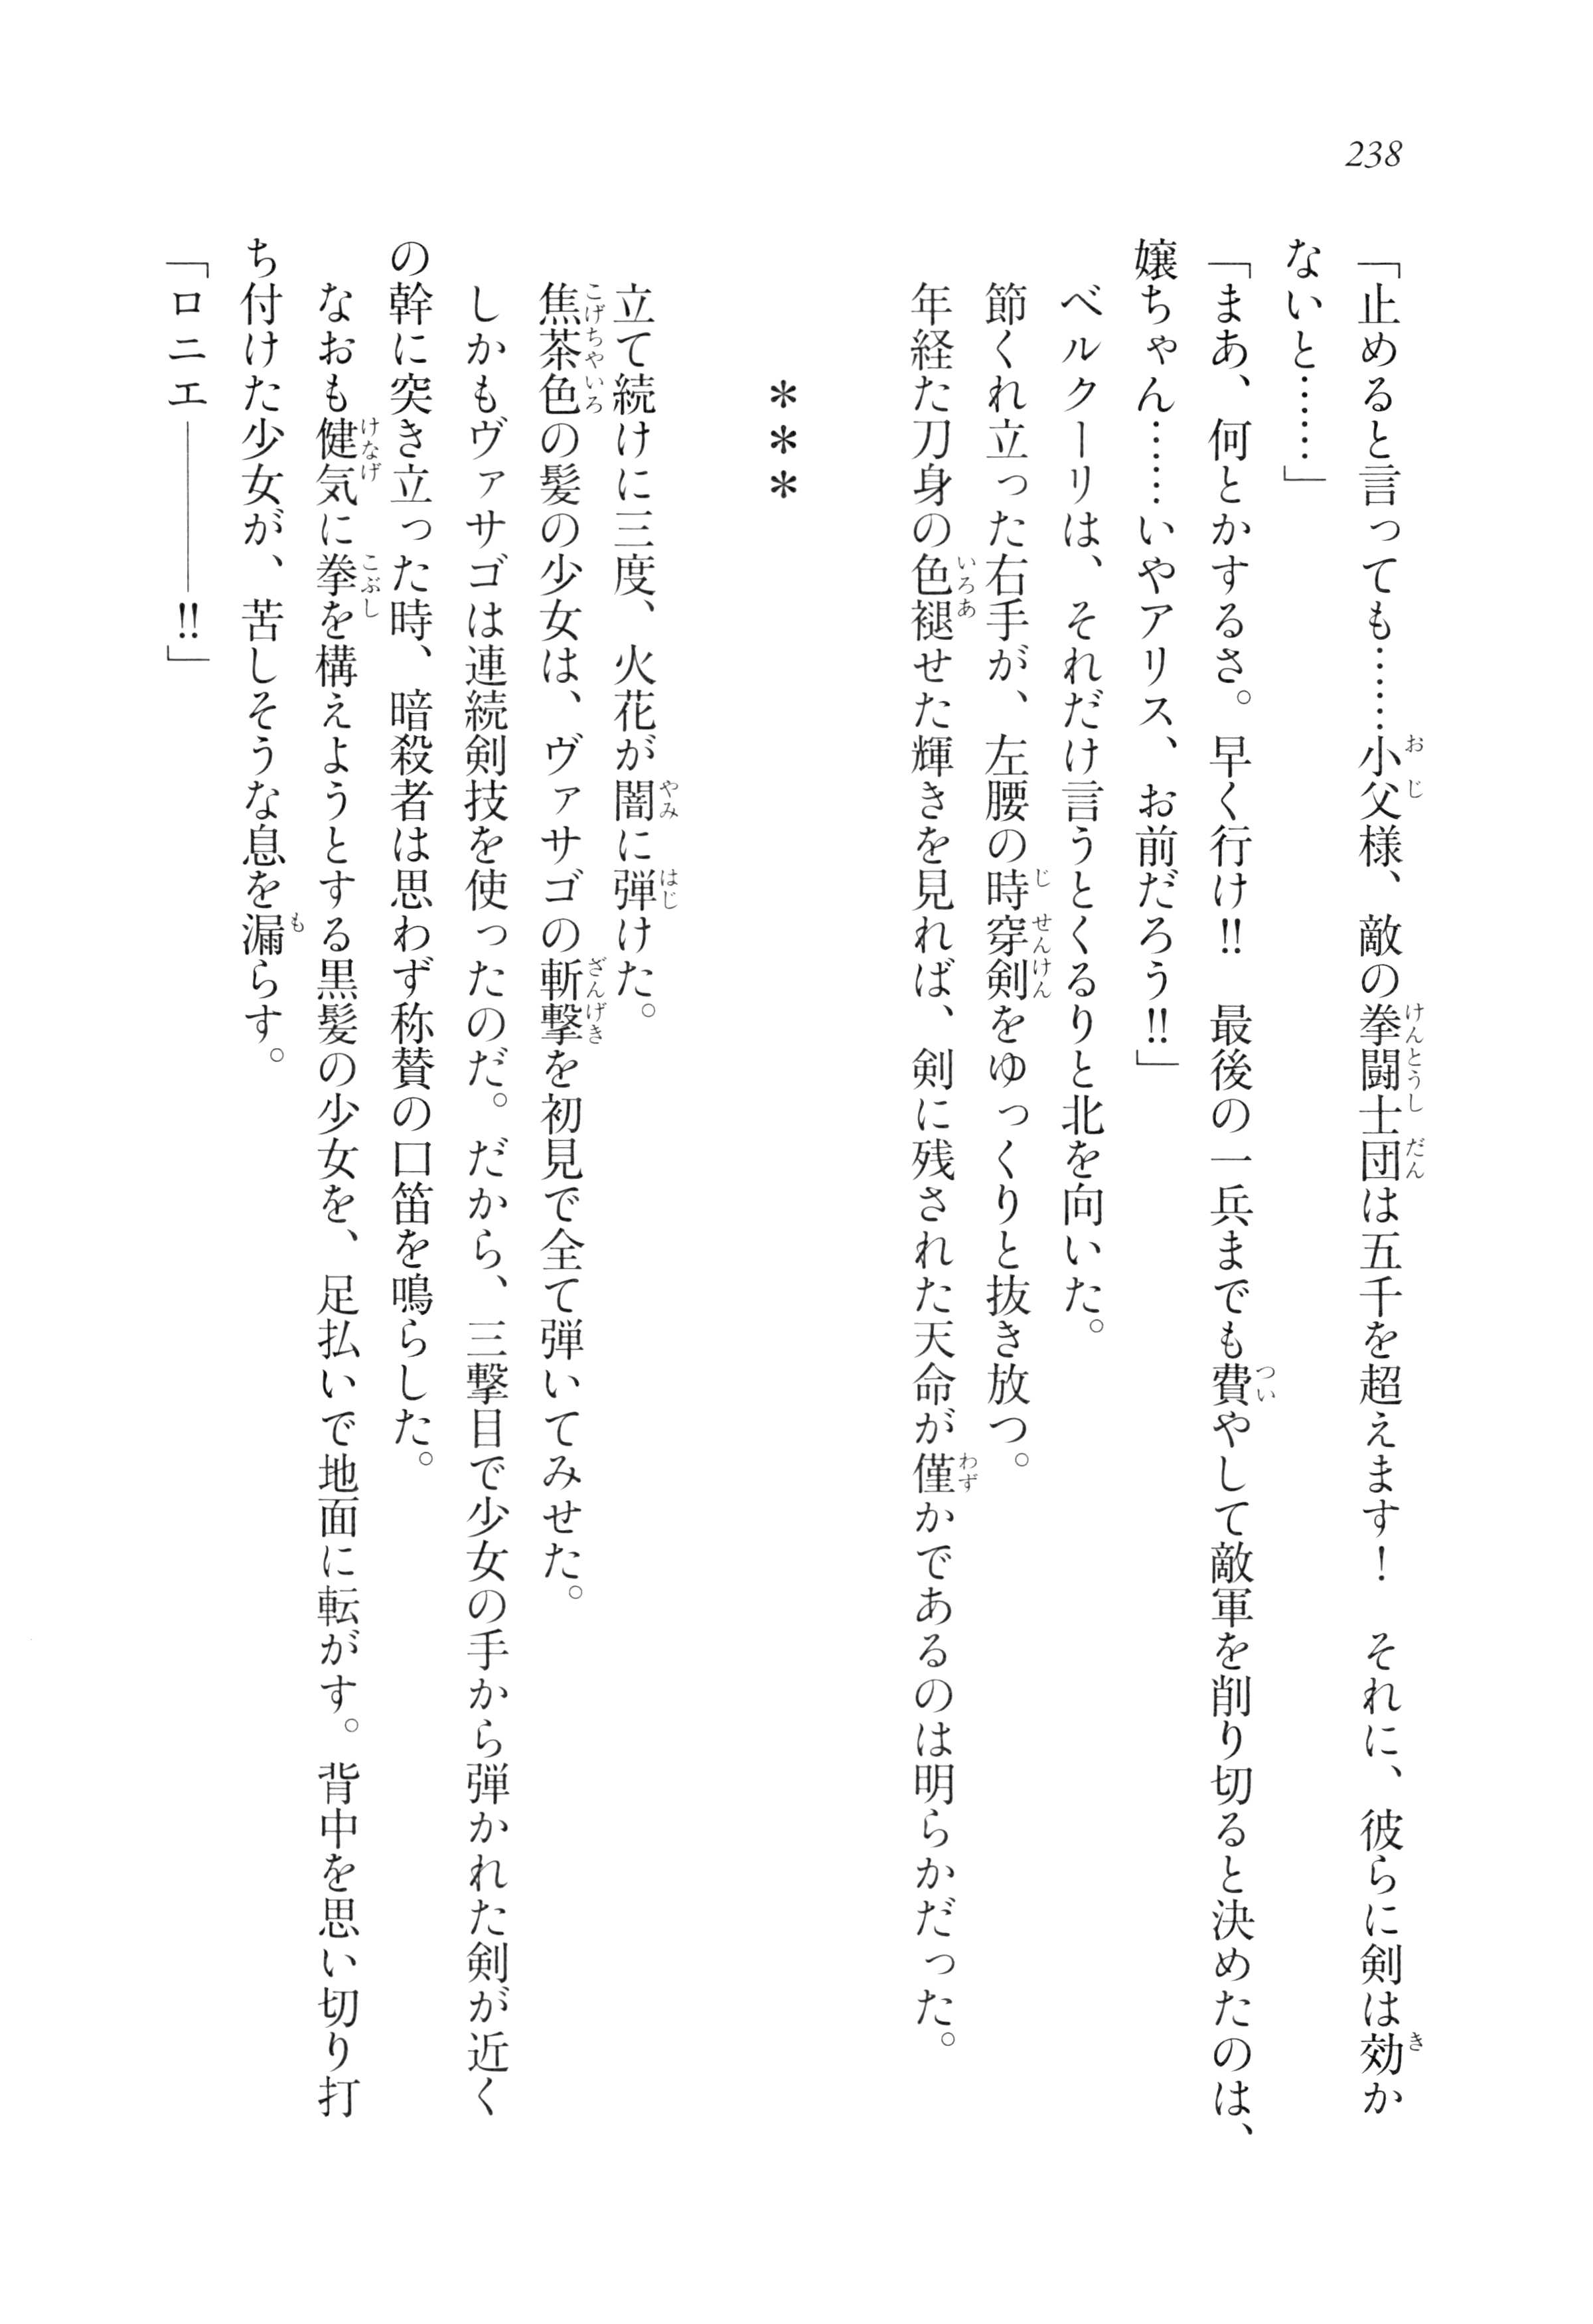 238
「止めると言っても……小父様、敵の拳闘士団は五千を超えます！　それに、彼らに剣は効か
ないと……」
「まあ、何とかするさ。早く行け!!　最後の一兵までも費やして敵軍を削り切ると決めたのは、
嬢ちゃん……いやアリス、お前だろう!!」
ベルクーリは、それだけ言うとくるりと北を向いた。
節くれ立った右手が、左腰の時穿剣をゆっくりと抜き放つ。
年経た刀身の色褪せた輝きを見れば、剣に残された天命が僅かであるのは明らかだった。
＊＊＊
立て続けに三度、火花が闇に弾けた。
焦茶色の髪の少女は、ヴァサゴの斬撃を初見で全て弾いてみせた。
しかもヴァサゴは連続剣技を使ったのだ。だから、三撃目で少女の手から弾かれた剣が近く
の幹に突き立った時、暗殺者は思わず称賛の口笛を鳴らした。
なおも健気に拳を構えようとする黒髪の少女を、足払いで地面に転がす。背中を思い切り打
ち付けた少女が、苦しそうな息を漏らす。
「ロニエ――――!!」